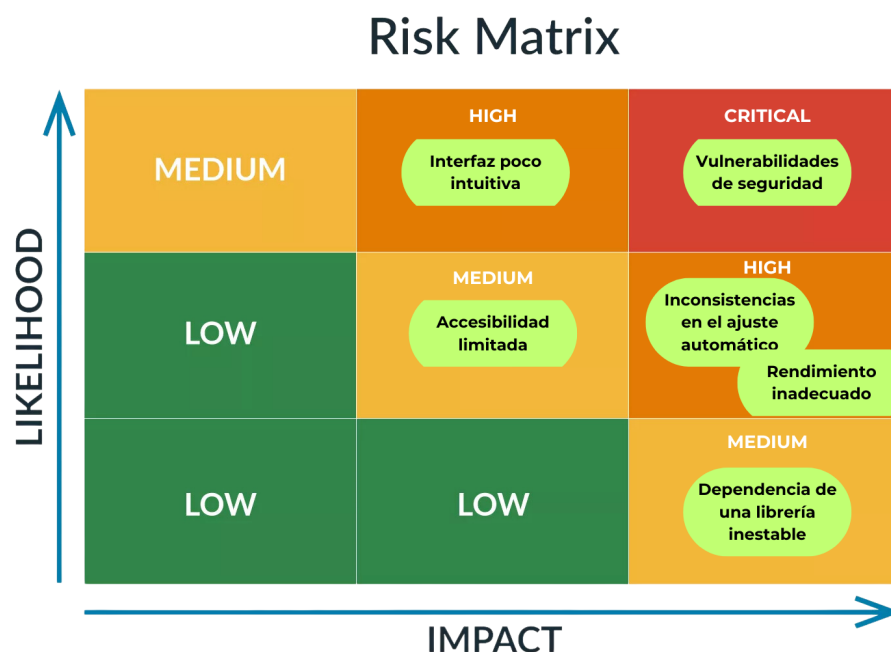 Risk Matrix
LIKELIHOOD
MEDIUM
HIGH
Interfaz poco
intuitiva
CRITICAL
Vulnerabilidades
de seguridad
LOW
MEDIUM
Accesibilidad
limitada
HIGH
Inconsistencias
en el ajuste
automático
Rendimiento
inadecuado
LOW
LOW
MEDIUM
Dependencia de
una librería
inestable
IMPACT